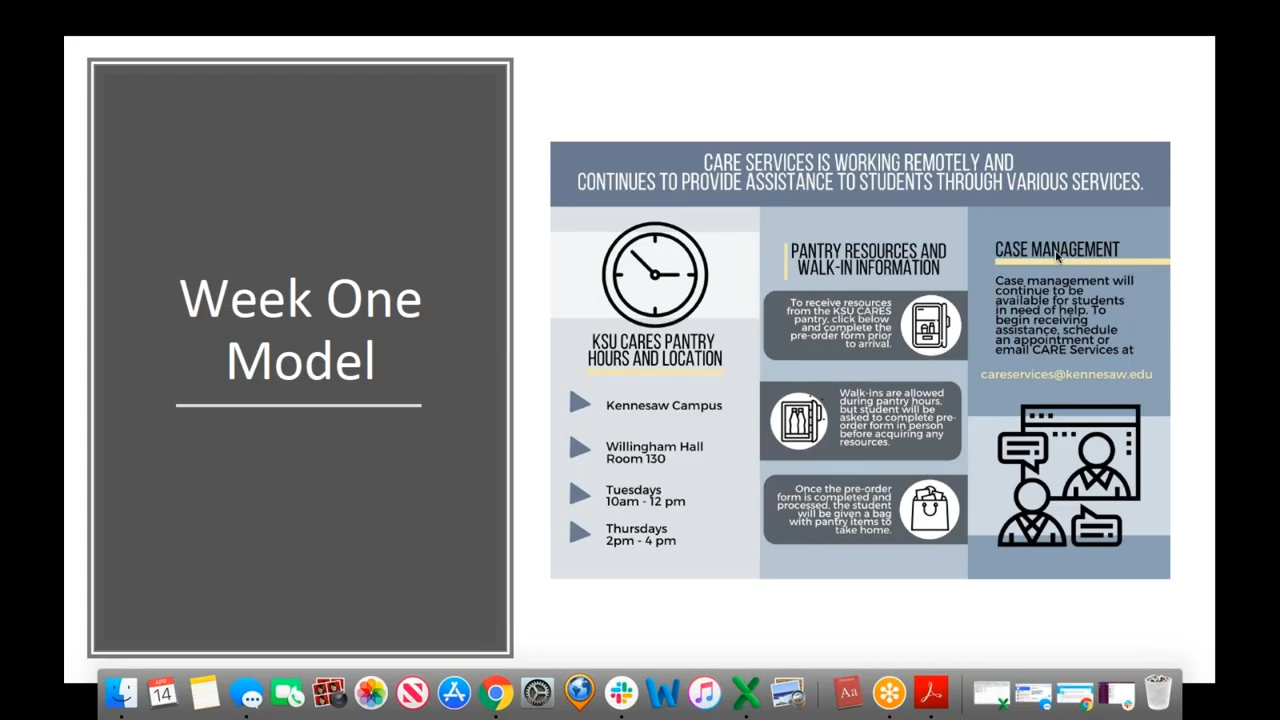 Week One
Model
CARE SERVICES IS WORKING REMOTELY AND
CONTINUES TO PROVIDE ASSISTANCE TO STUDENTS THROUGH VARIOUS SERVICES.
KSU CARES PANTRY
HOURS AND LOCATION
Kennesaw Campus
Willingham Hall
Room 130
Tuesdays
10am - 12 pm
Thursdays
2pm - 4 pm
PANTRY RESOURCES AND
WALK-IN INFORMATION
To receive resources
from the KSU CARES
pantry, click below
and complete the
pre-order form prior
to arrival.
Walk-ins are allowed
during pantry hours,
but student will be
asked to complete pre-
order form in person
before acquiring any
resources.
Once the pre-order
form is completed and
processed, the student
will be given a bag
with pantry items to
take home.
CASE MANAGEMENT
Case management will
continue to be
available for students
in need of help. To
begin receiving
assistance, schedule
an appointment or
email CARE Services at
careservices@kennesaw.edu
APR
14
Aa